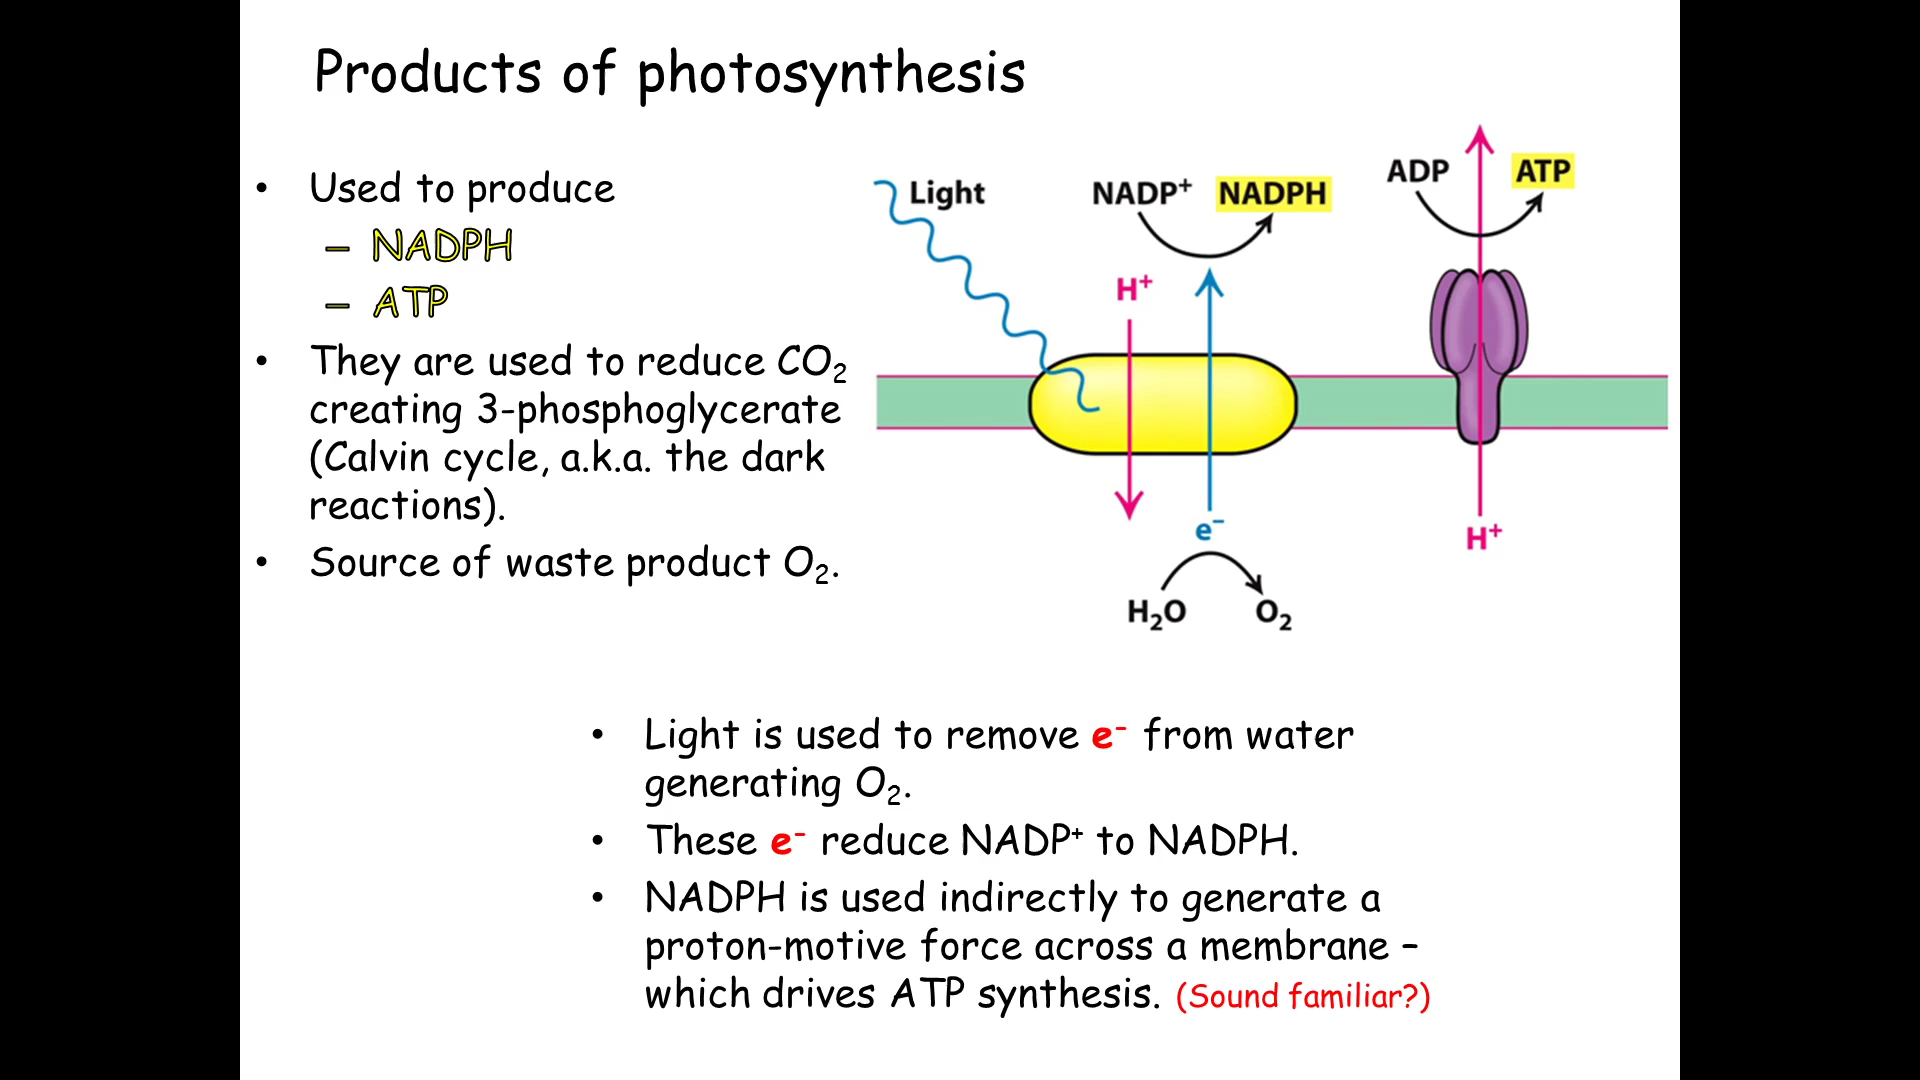 Products of photosynthesis
• Used to produce
– NADPH
– ATP
• They are used to reduce CO₂
creating 3-phosphoglycerate
(Calvin cycle, a.k.a. the dark
reactions).
• Source of waste product O₂.
Light
NADP⁺ NADPH
ADP ATP
H⁺
e⁻
H⁺
H₂O O₂
• Light is used to remove e⁻ from water
generating O₂.
• These e⁻ reduce NADP⁺ to NADPH.
• NADPH is used indirectly to generate a
proton-motive force across a membrane –
which drives ATP synthesis. (Sound familiar?)